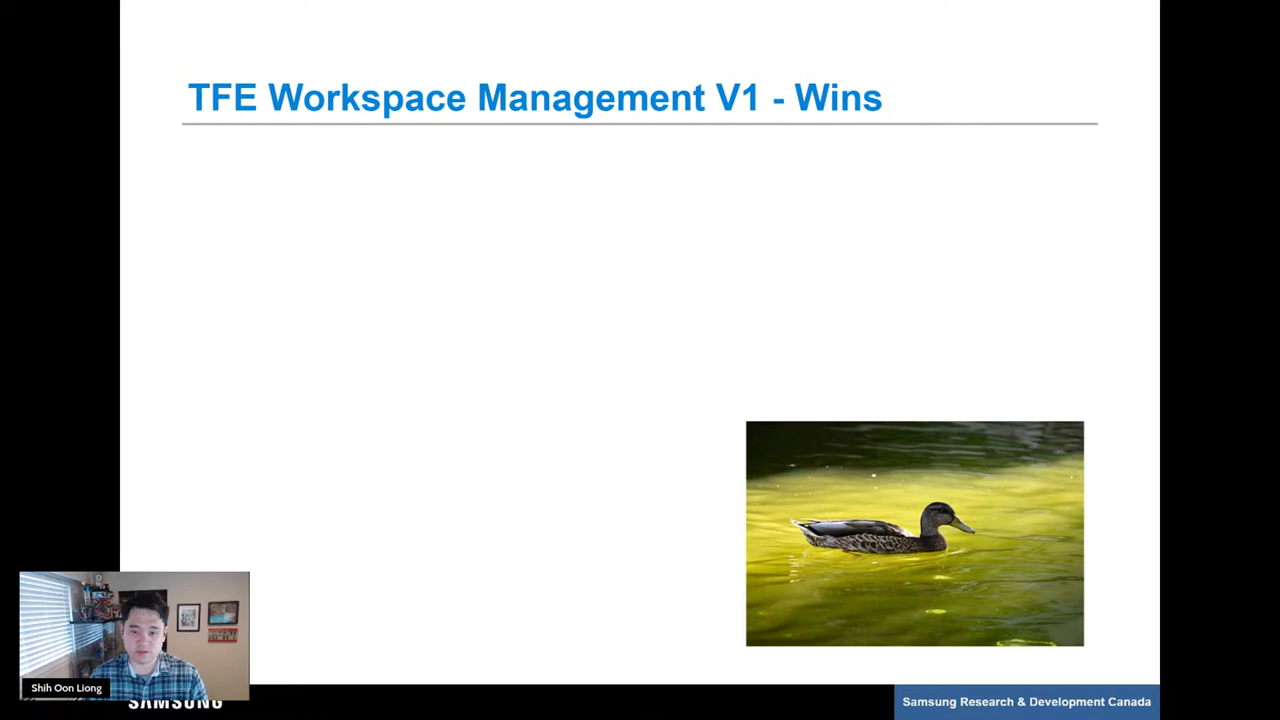 TFE Workspace Management V1 - Wins
Shih Oon Liong
SAMSUNG
Samsung Research & Development Canada